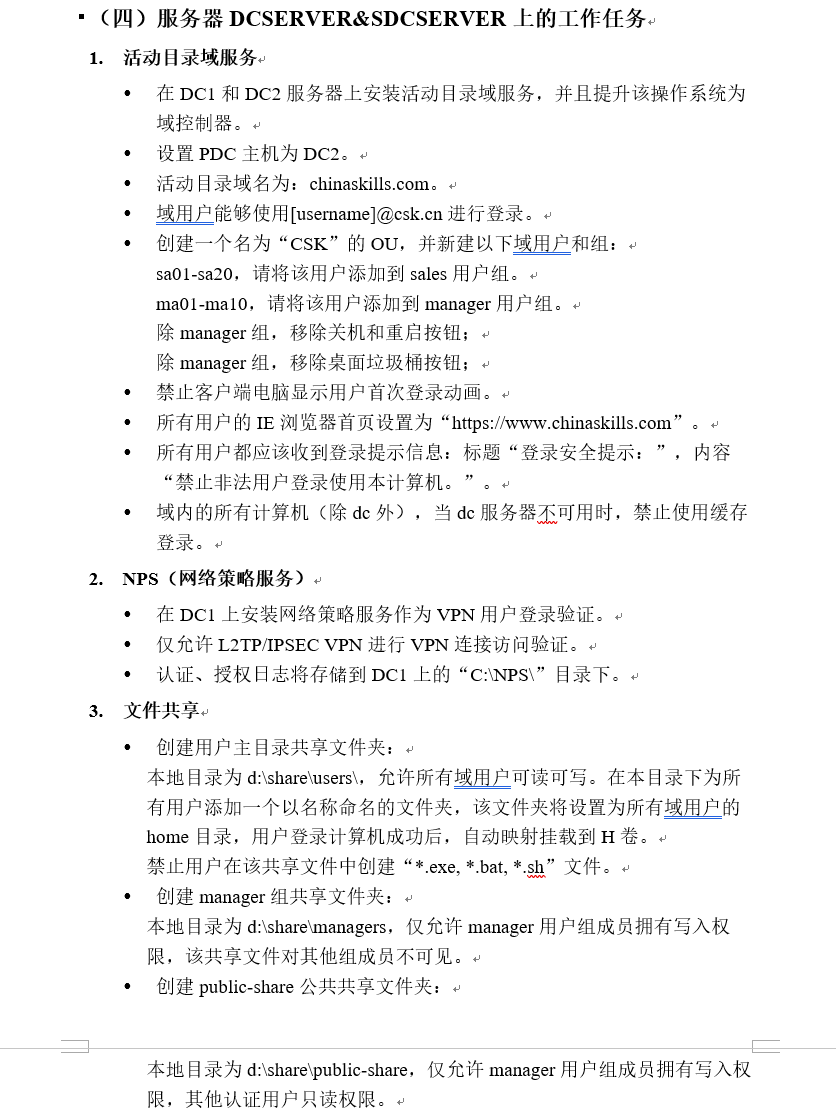 （四）服务器 DCSERVER&SDCSERVER 上的工作任务
1. 活动目录域服务
• 在 DC1 和 DC2 服务器上安装活动目录域服务，并且提升该操作系统为
域控制器。
• 设置 PDC 主机为 DC2。
• 活动目录域名为：chinaskills.com。
• 域用户能够使用[username]@csk.cn 进行登录。
• 创建一个名为“CSK”的 OU，并新建以下域用户和组：
sa01-sa20，请将该用户添加到 sales 用户组。
ma01-ma10，请将该用户添加到 manager 用户组。
除 manager 组，移除关机和重启按钮；
除 manager 组，移除桌面垃圾桶按钮；
• 禁止客户端电脑显示用户首次登录动画。
• 所有用户的 IE 浏览器首页设置为“https://www.chinaskills.com”。
• 所有用户都应该收到登录提示信息：标题“登录安全提示：”，内容
“禁止非法用户登录使用本计算机。”。
• 域内的所有计算机（除 dc 外），当 dc 服务器不可用时，禁止使用缓存
登录。
2. NPS（网络策略服务）
• 在 DC1 上安装网络策略服务作为 VPN 用户登录验证。
• 仅允许 L2TP/IPSEC VPN 进行 VPN 连接访问验证。
• 认证、授权日志将存储到 DC1 上的“C:\NPS\”目录下。
3. 文件共享
• 创建用户主目录共享文件夹：
本地目录为 d:\share\users\，允许所有域用户可读可写。在本目录下为所
有用户添加一个以名称命名的文件夹，该文件夹将设置为所有域用户的
home 目录，用户登录计算机成功后，自动映射挂载到 H 卷。
禁止用户在该共享文件中创建“*.exe, *.bat, *.sh”文件。
• 创建 manager 组共享文件夹：
本地目录为 d:\share\managers，仅允许 manager 用户组成员拥有写入权
限，该共享文件对其他组成员不可见。
• 创建 public-share 公共共享文件夹：
本地目录为 d:\share\public-share，仅允许 manager 用户组成员拥有写入权
限，其他认证用户只读权限。